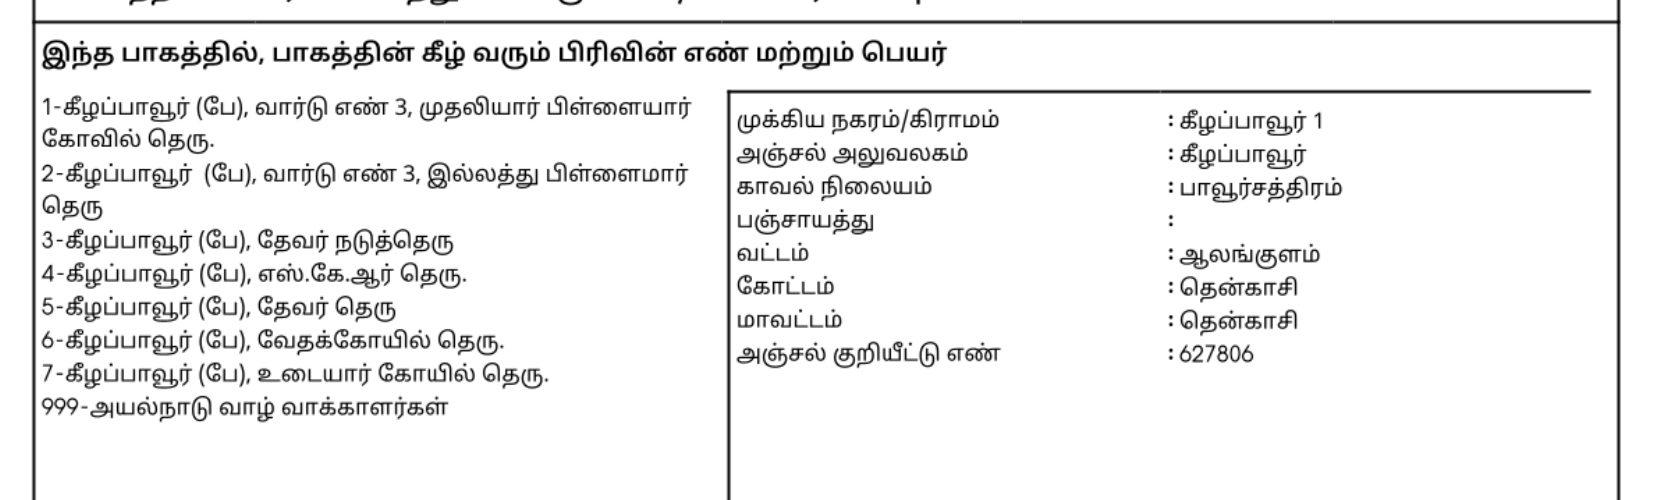 இந்த பாகத்தில், பாகத்தின் கீழ் வரும் பிரிவின் எண் மற்றும் பெயர்
1-கீழப்பாவூர் (பே), வார்டு எண் 3, முதலியார் பிள்ளையார்
கோவில் தெரு.
2-கீழப்பாவூர் (பே), வார்டு எண் 3, இல்லத்து பிள்ளைமார்
தெரு
3-கீழப்பாவூர் (பே), தேவர் நடுத்தெரு
4-கீழப்பாவூர் (பே), எஸ்.கே.ஆர் தெரு.
5-கீழப்பாவூர் (பே), தேவர் தெரு
6-கீழப்பாவூர் (பே), வேதக்கோயில் தெரு.
7-கீழப்பாவூர் (பே), உடையார் கோயில் தெரு.
999-அயல்நாடு வாழ் வாக்காளர்கள்
முக்கிய நகரம்/கிராமம் : கீழப்பாவூர் 1
அஞ்சல் அலுவலகம் : கீழப்பாவூர்
காவல் நிலையம் : பாவூர்சத்திரம்
பஞ்சாயத்து :
வட்டம் : ஆலங்குளம்
கோட்டம் : தென்காசி
மாவட்டம் : தென்காசி
அஞ்சல் குறியீட்டு எண் : 627806